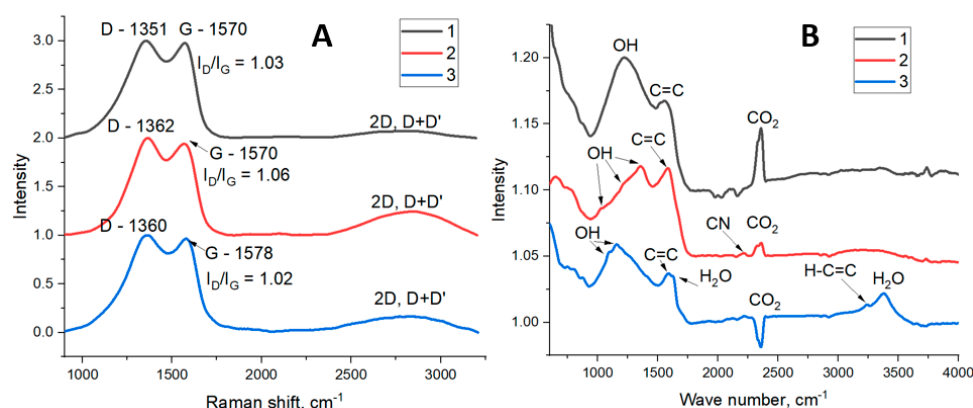 D - 1351
G - 1570
A
1
2
3
I_D/I_G = 1.03
2D, D+D'
D - 1362
G - 1570
I_D/I_G = 1.06
2D, D+D'
D - 1360
G - 1578
I_D/I_G = 1.02
2D, D+D'
3.0
2.5
2.0
1.5
1.0
0.5
0.0
Intensity
1000
1500
2000
2500
3000
Raman shift, cm⁻¹
B
1
2
3
OH
C=C
CO₂
OH
C=C
CN
CO₂
OH
C=C
H₂O
CO₂
H-C=C
H₂O
1.20
1.15
1.10
1.05
1.00
Intensity
1000
1500
2000
2500
3000
3500
4000
Wave number, cm⁻¹